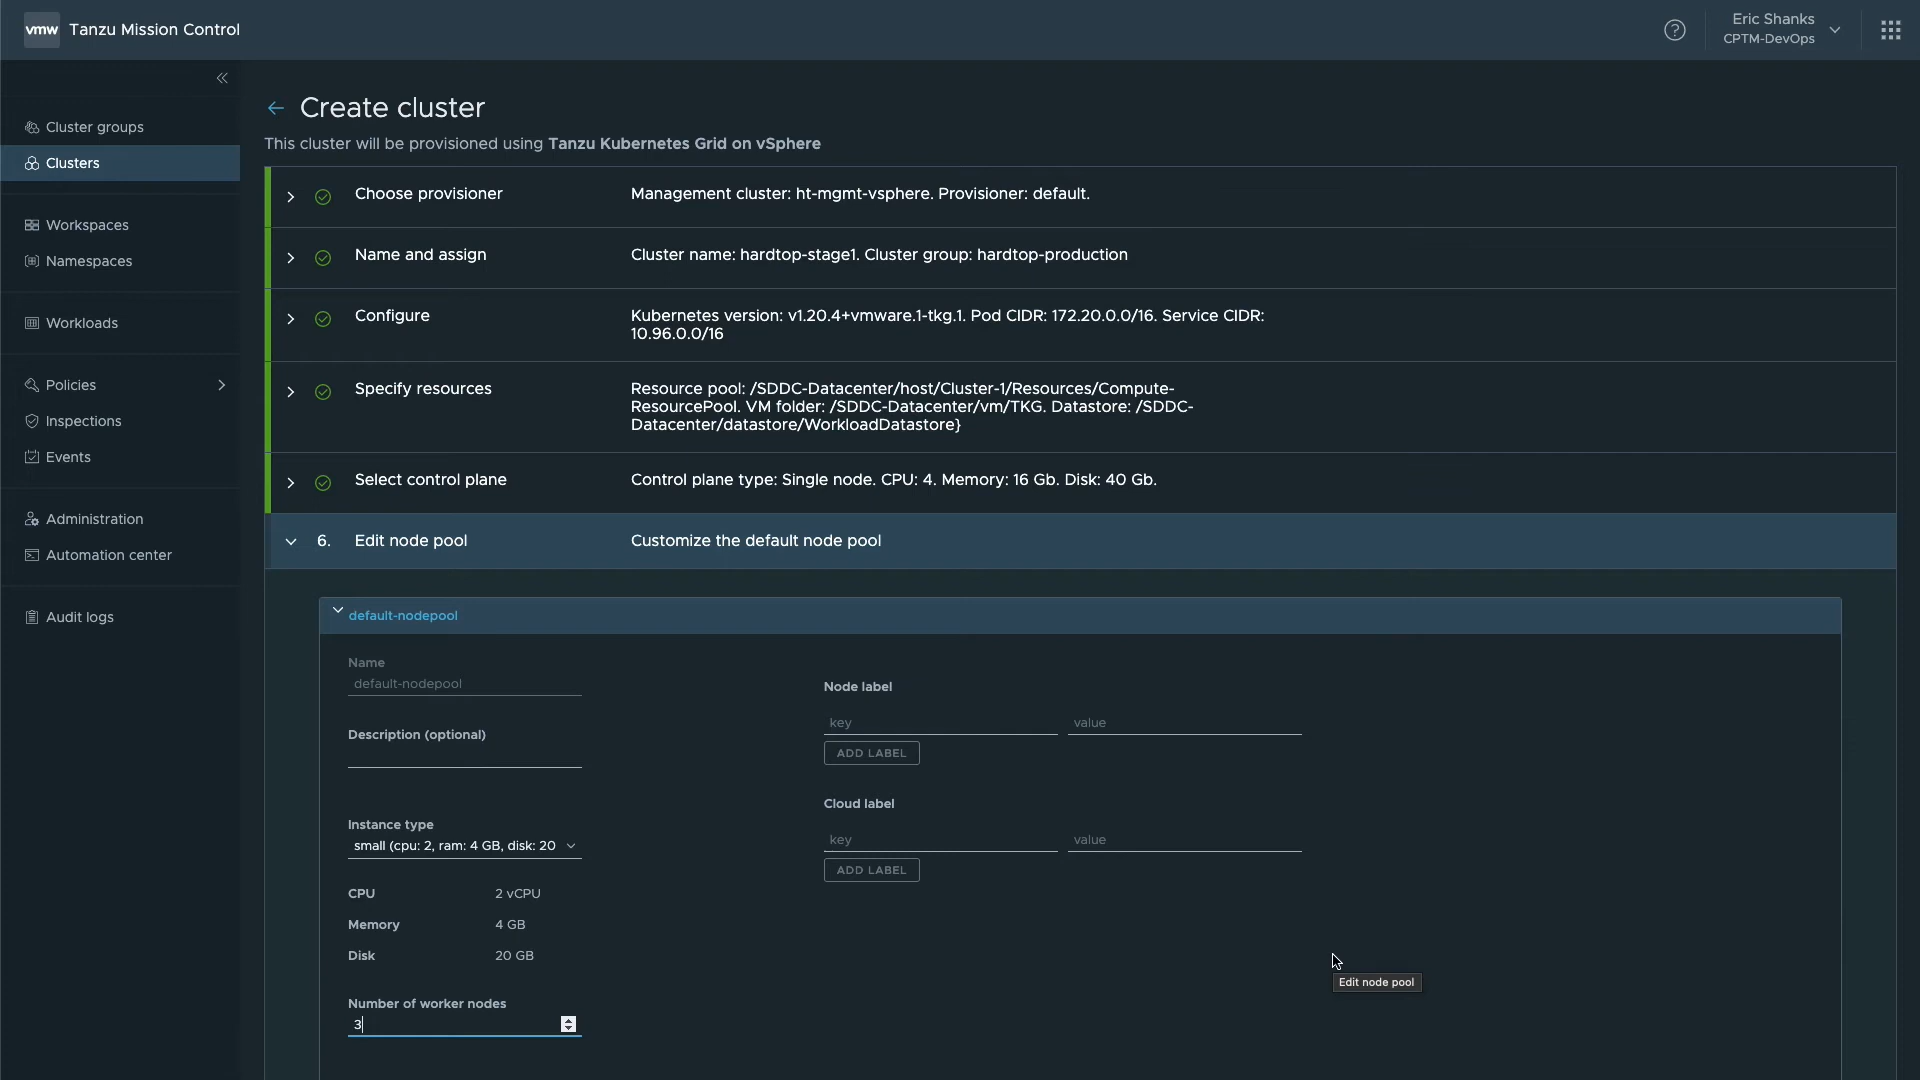 vmw Tanzu Mission Control
Eric Shanks
CPTM-DevOps
Cluster groups
Clusters
Workspaces
Namespaces
Workloads
Policies
Inspections
Events
Administration
Automation center
Audit logs
Create cluster
This cluster will be provisioned using Tanzu Kubernetes Grid on vSphere
Choose provisioner
Management cluster: ht-mgmt-vsphere. Provisioner: default.
Name and assign
Cluster name: hardtop-stage1. Cluster group: hardtop-production
Configure
Kubernetes version: v1.20.4+vmware.1-tkg.1. Pod CIDR: 172.20.0.0/16. Service CIDR:
10.96.0.0/16
Specify resources
Resource pool: /SDDC-Datacenter/host/Cluster-1/Resources/Compute-
ResourcePool. VM folder: /SDDC-Datacenter/vm/TKG. Datastore: /SDDC-
Datacenter/datastore/WorkloadDatastore}
Select control plane
Control plane type: Single node. CPU: 4. Memory: 16 Gb. Disk: 40 Gb.
6. Edit node pool
Customize the default node pool
default-nodepool
Name
default-nodepool
Description (optional)
Instance type
small (cpu: 2, ram: 4 GB, disk: 20
CPU 2 vCPU
Memory 4 GB
Disk 20 GB
Number of worker nodes
3
Node label
key value
ADD LABEL
Cloud label
key value
ADD LABEL
Edit node pool